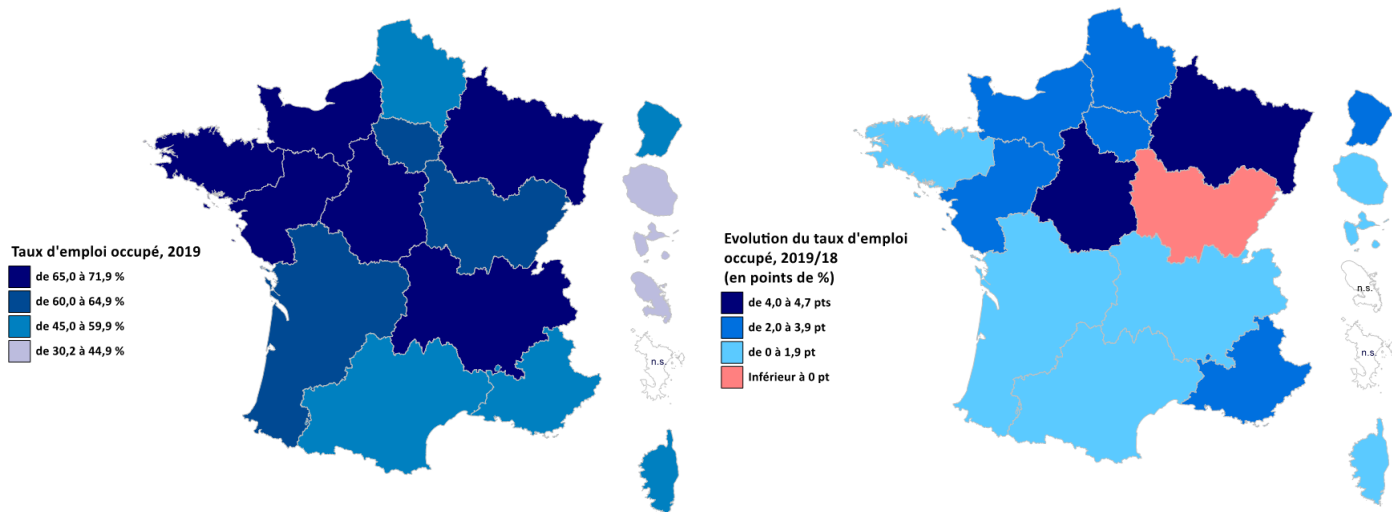 Taux d'emploi occupé, 2019
de 65,0 à 71,9 %
de 60,0 à 64,9 %
de 45,0 à 59,9 %
de 30,2 à 44,9 %
n.s.
Evolution du taux d'emploi
occupé, 2019/18
(en points de %)
de 4,0 à 4,7 pts
de 2,0 à 3,9 pt
de 0 à 1,9 pt
Inférieur à 0 pt
n.s.
n.s.